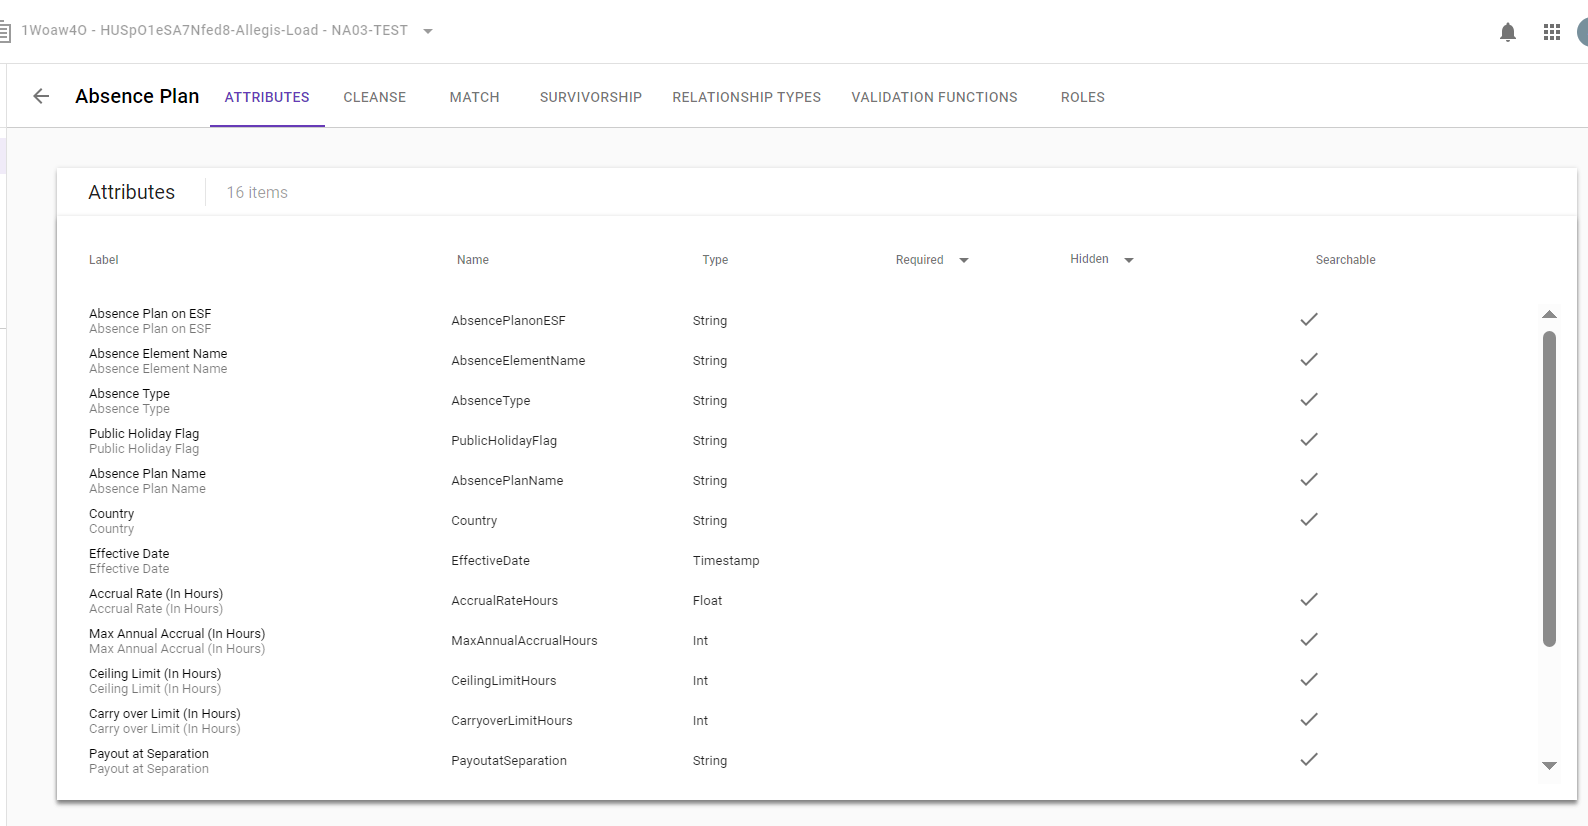 1Woaw4O - HUSpO1eSA7Nfed8-Allegis-Load - NA03-TEST
Absence Plan ATTRIBUTES CLEANSE MATCH SURVIVORSHIP RELATIONSHIP TYPES VALIDATION FUNCTIONS ROLES
Attributes 16 items
Label Name Type Required Hidden Searchable
Absence Plan on ESF
Absence Plan on ESF AbsencePlanonESF String
Absence Element Name
Absence Element Name AbsenceElementName String
Absence Type
Absence Type AbsenceType String
Public Holiday Flag
Public Holiday Flag PublicHolidayFlag String
Absence Plan Name
Absence Plan Name AbsencePlanName String
Country
Country Country String
Effective Date
Effective Date EffectiveDate Timestamp
Accrual Rate (In Hours)
Accrual Rate (In Hours) AccrualRateHours Float
Max Annual Accrual (In Hours)
Max Annual Accrual (In Hours) MaxAnnualAccrualHours Int
Ceiling Limit (In Hours)
Ceiling Limit (In Hours) CeilingLimitHours Int
Carry over Limit (In Hours)
Carry over Limit (In Hours) CarryoverLimitHours Int
Payout at Separation
Payout at Separation PayoutatSeparation String